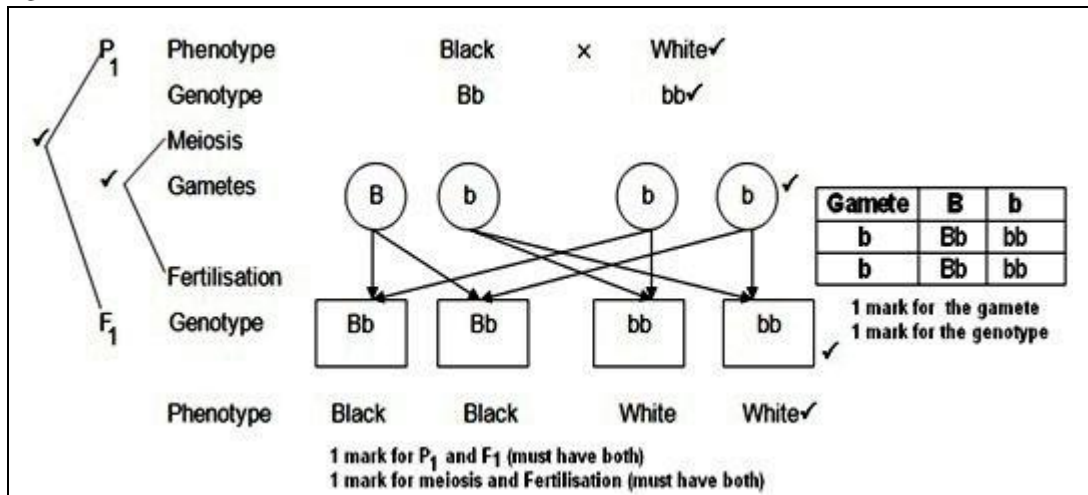 P1 Phenotype Black × White✓
Genotype Bb bb✓
✓ Meiosis
✓ Gametes B b b b ✓
Gamete B b
b Bb bb
b Bb bb
Fertilisation
1 mark for the gamete
1 mark for the genotype
F1 Genotype Bb Bb bb bb ✓
Phenotype Black Black White White✓
1 mark for P1 and F1 (must have both)
1 mark for meiosis and Fertilisation (must have both)